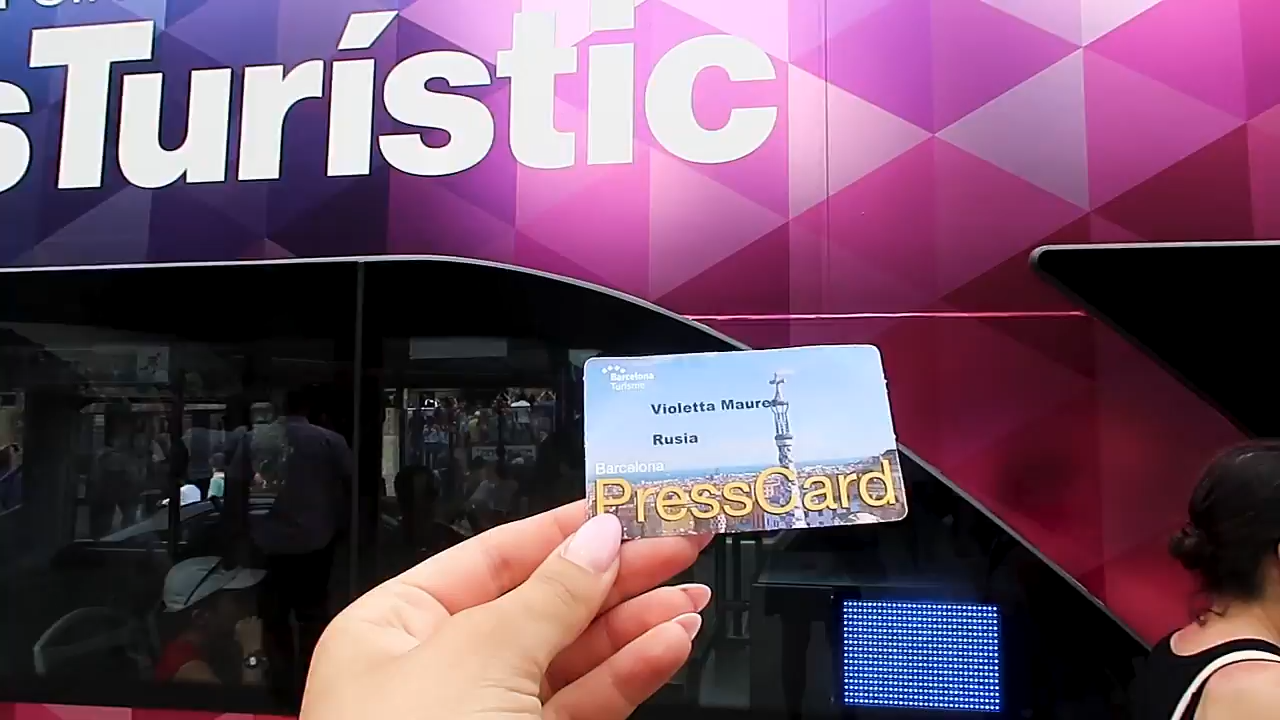 sTurístic
Barcelona
Turisme
Violetta Maure
Rusia
Barcelona
PressCard